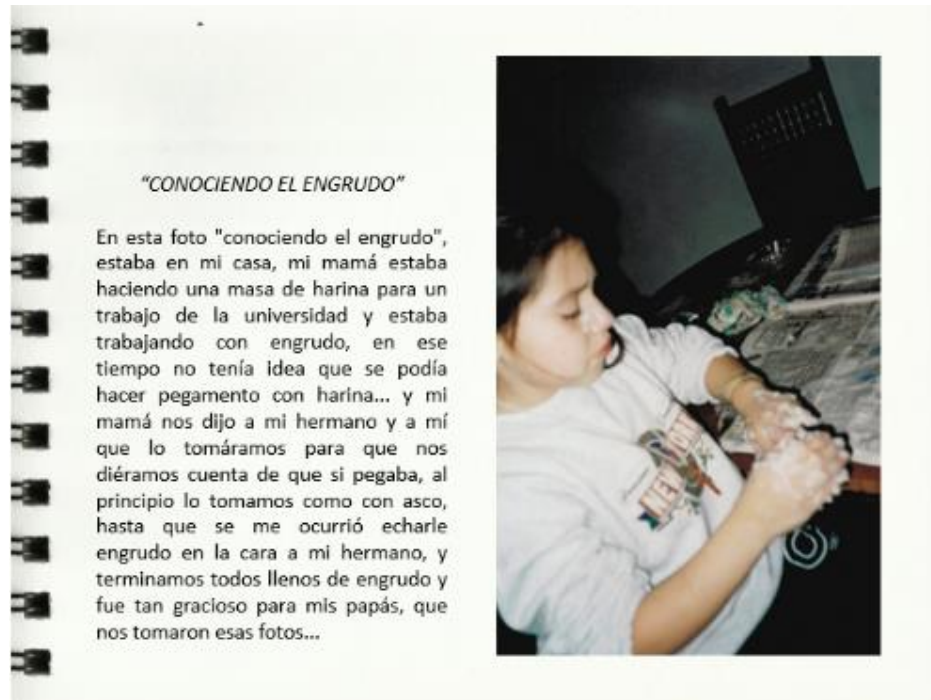 “CONOCIENDO EL ENGRUDO”
En esta foto "conociendo el engrudo",
estaba en mi casa, mi mamá estaba
haciendo una masa de harina para un
trabajo de la universidad y estaba
trabajando con engrudo, en ese
tiempo no tenía idea que se podía
hacer pegamento con harina... y mi
mamá nos dijo a mi hermano y a mí
que lo tomáramos para que nos
diéramos cuenta de que si pegaba, al
principio lo tomamos como con asco,
hasta que se me ocurrió echarle
engrudo en la cara a mi hermano, y
terminamos todos llenos de engrudo y
fue tan gracioso para mis papás, que
nos tomaron esas fotos...
NEW YORK